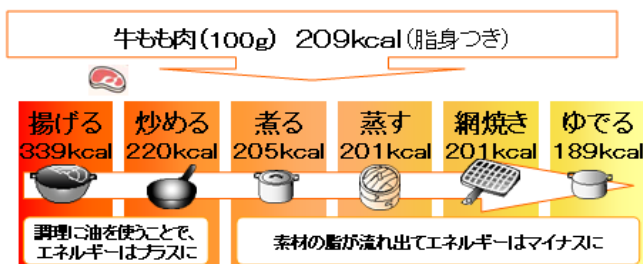 牛もも肉(100g) 209kcal(脂身つき)
揚げる 炒める 煮る 蒸す 網焼き ゆでる
339kcal 220kcal 205kcal 201kcal 201kcal 189kcal
調理に油を使うことで、
エネルギーはプラスに
素材の脂が流れ出てエネルギーはマイナスに